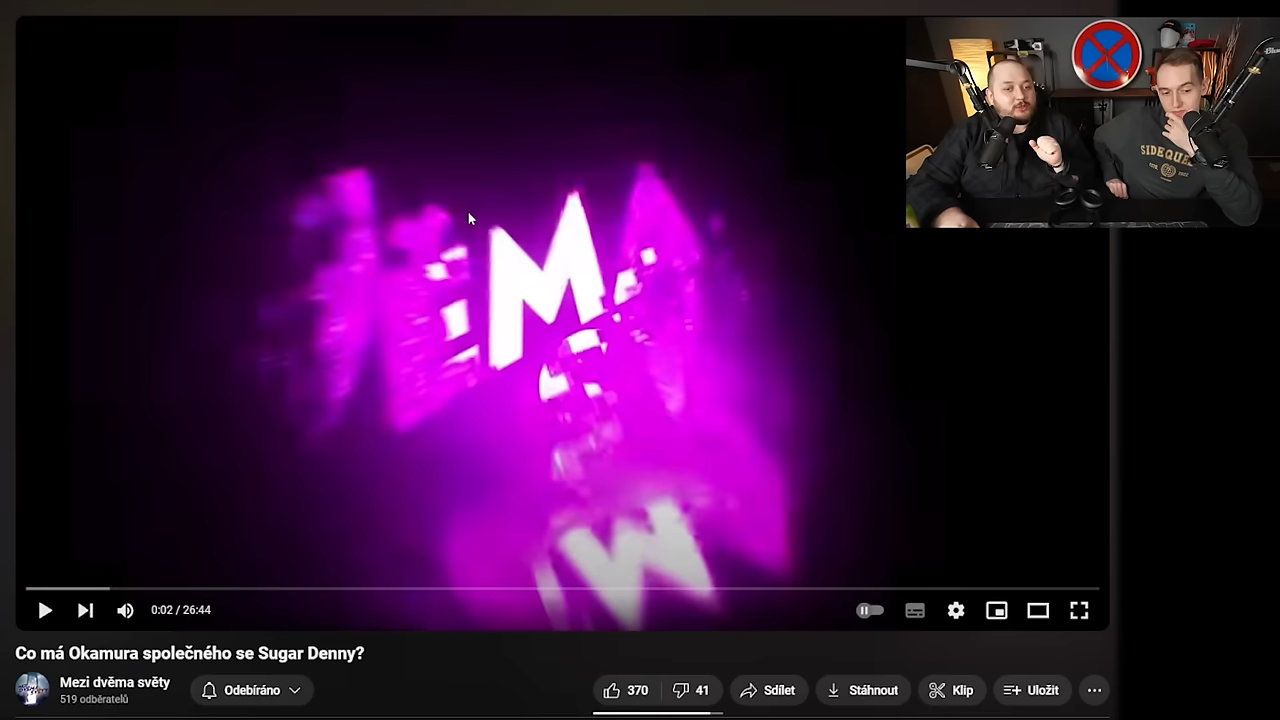 SIDEQUE
M
0:02 / 26:44
Co má Okamura společného se Sugar Denny?
Mezi dvěma světy
519 odběratelů
Odebíráno
370
41
Sdílet
Stáhnout
Klip
Uložit